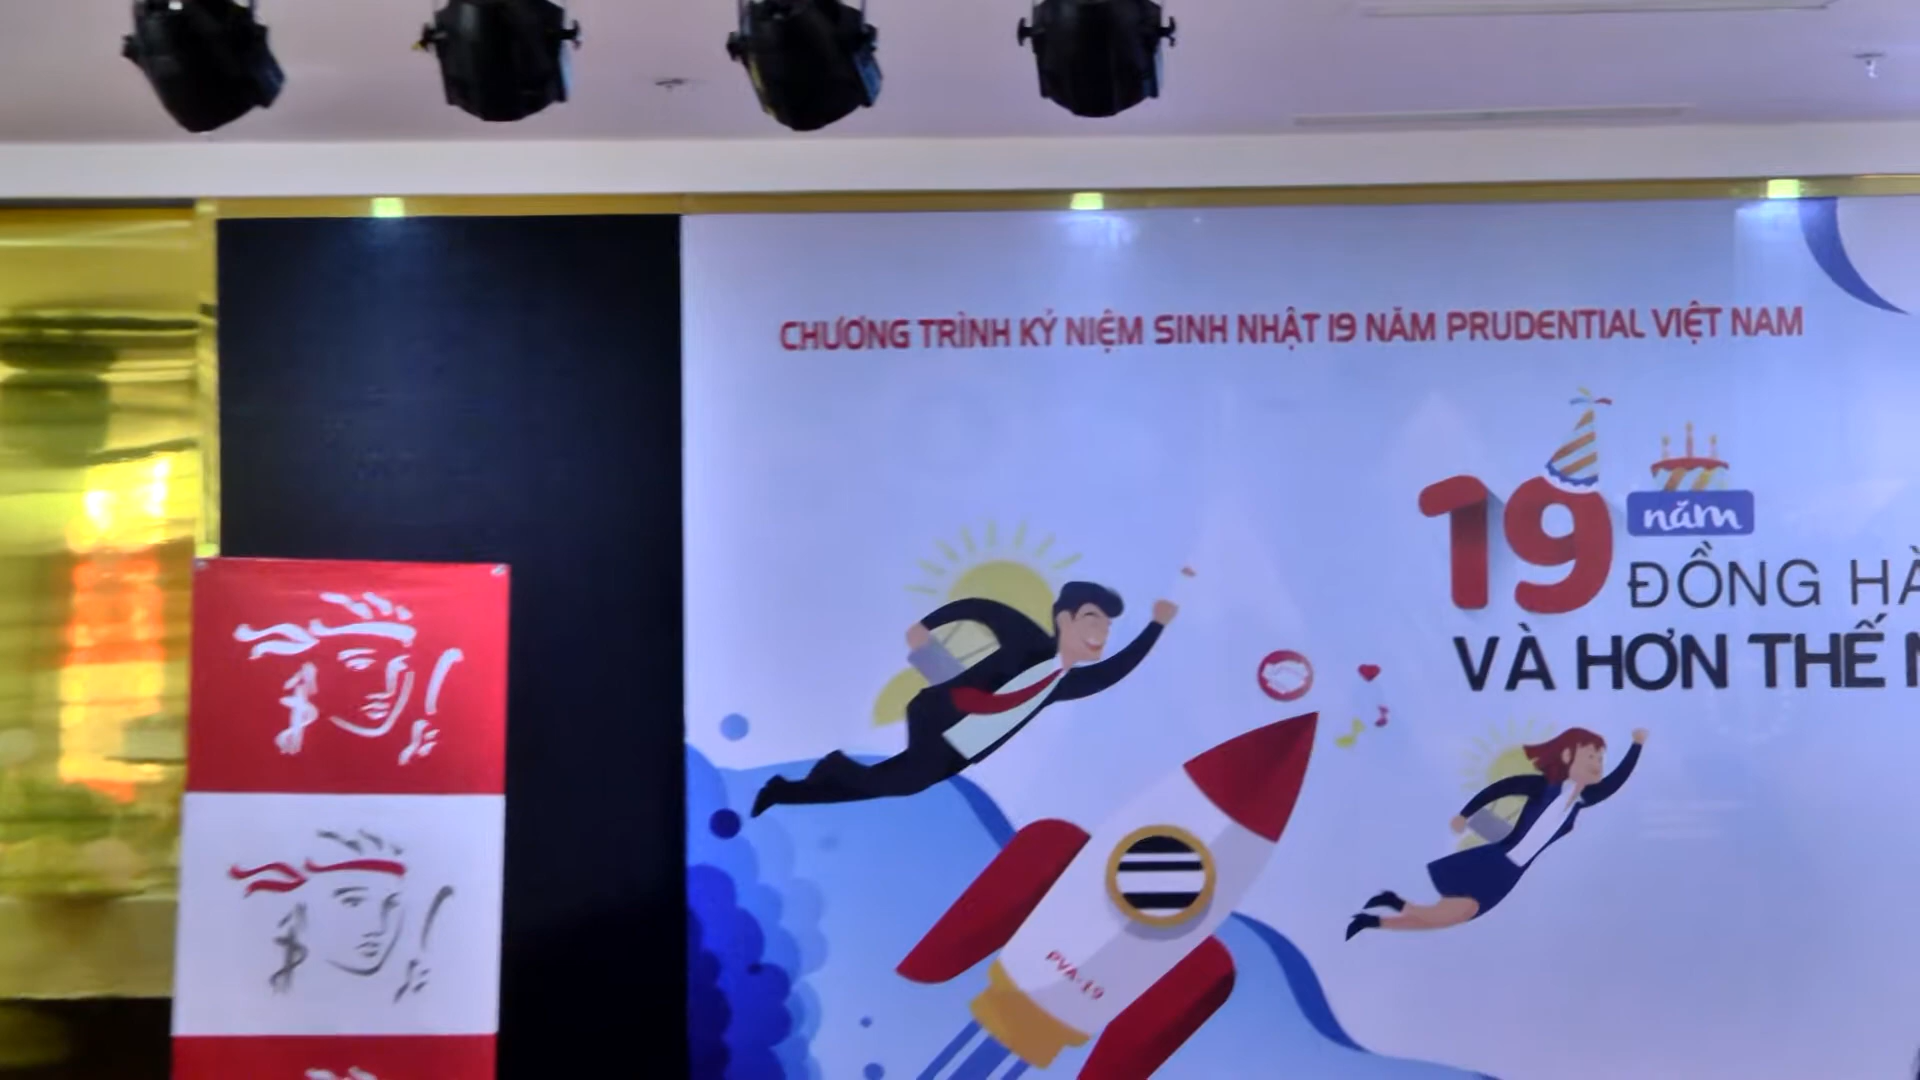 CHƯƠNG TRÌNH KỶ NIỆM SINH NHẬT 19 NĂM PRUDENTIAL VIỆT NAM
19 năm
ĐỒNG HÀ
VÀ HƠN THẾ N
PVA-19